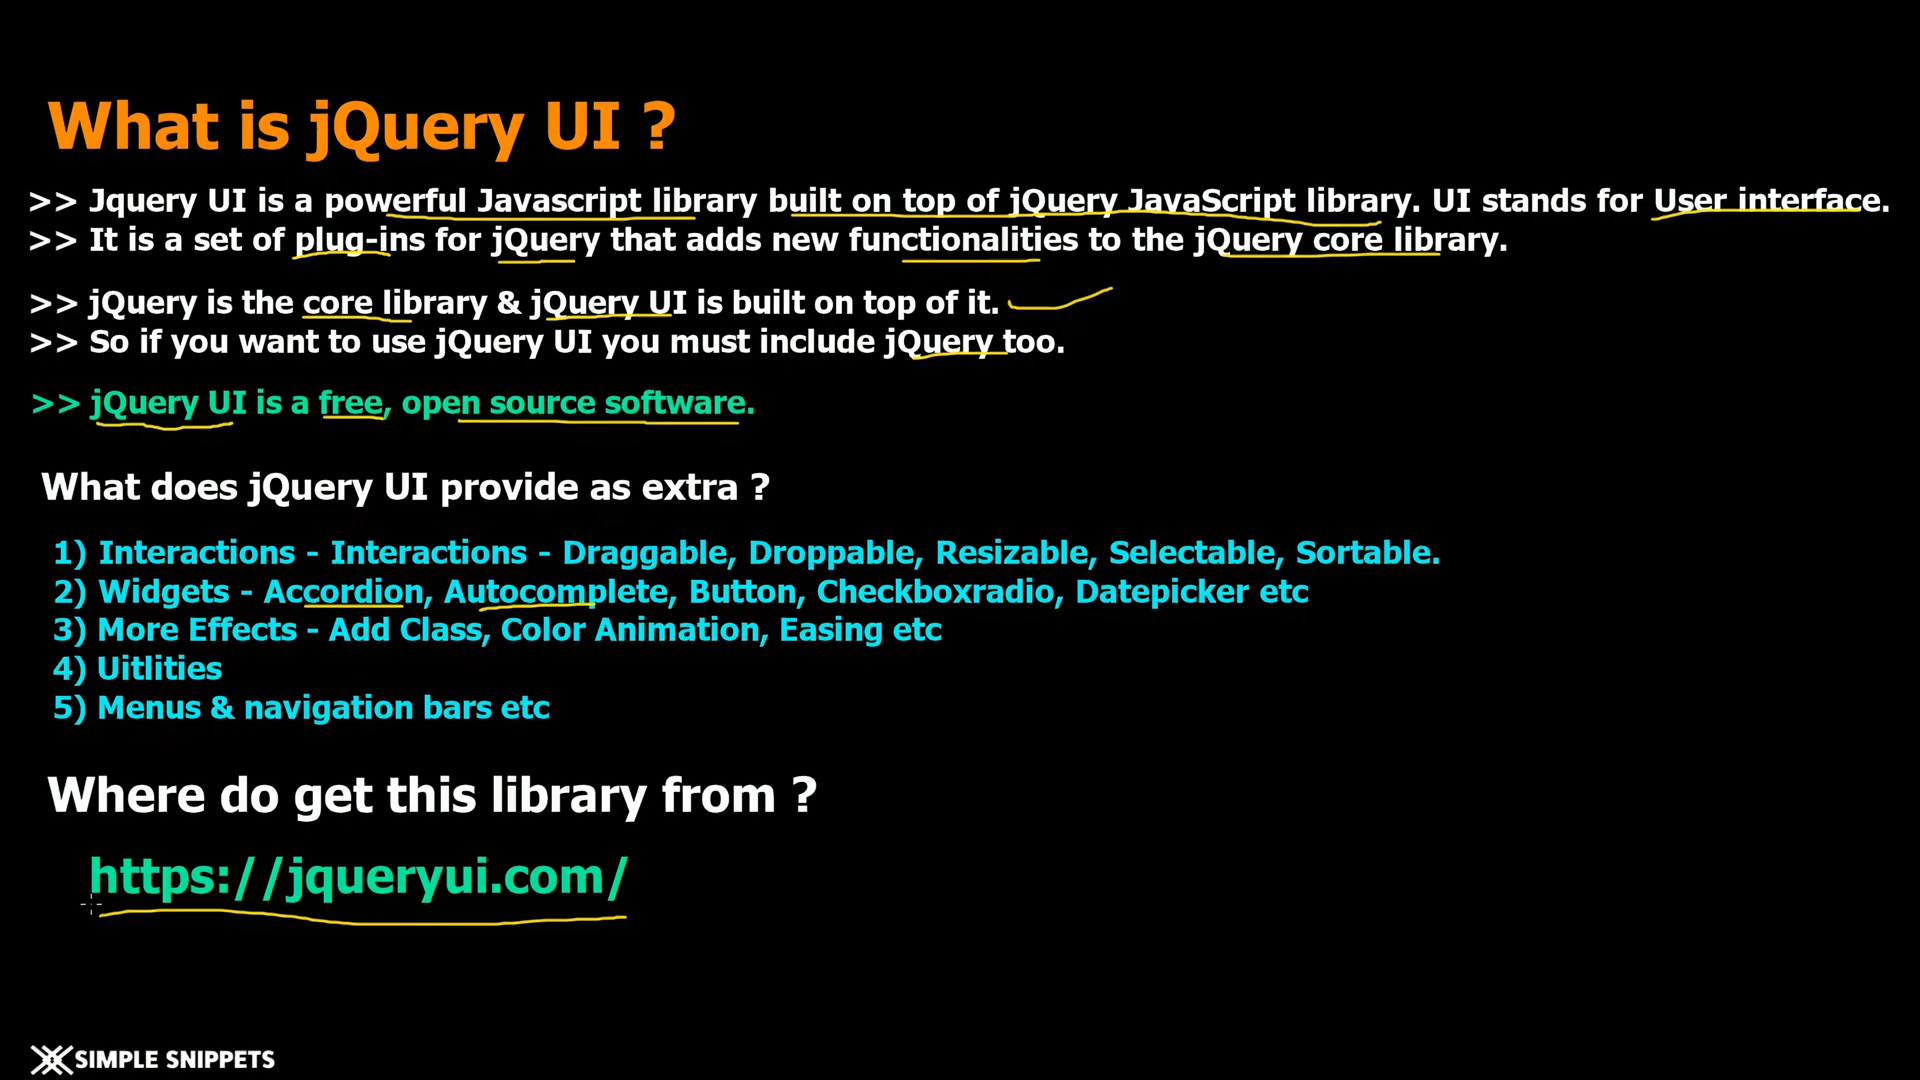 What is jQuery UI ?
>> Jquery UI is a powerful Javascript library built on top of jQuery JavaScript library. UI stands for User interface.
>> It is a set of plug-ins for jQuery that adds new functionalities to the jQuery core library.
>> jQuery is the core library & jQuery UI is built on top of it.
>> So if you want to use jQuery UI you must include jQuery too.
>> jQuery UI is a free, open source software.
What does jQuery UI provide as extra ?
1) Interactions - Interactions - Draggable, Droppable, Resizable, Selectable, Sortable.
2) Widgets - Accordion, Autocomplete, Button, Checkboxradio, Datepicker etc
3) More Effects - Add Class, Color Animation, Easing etc
4) Uitlities
5) Menus & navigation bars etc
Where do get this library from ?
https://jqueryui.com/
SIMPLE SNIPPETS